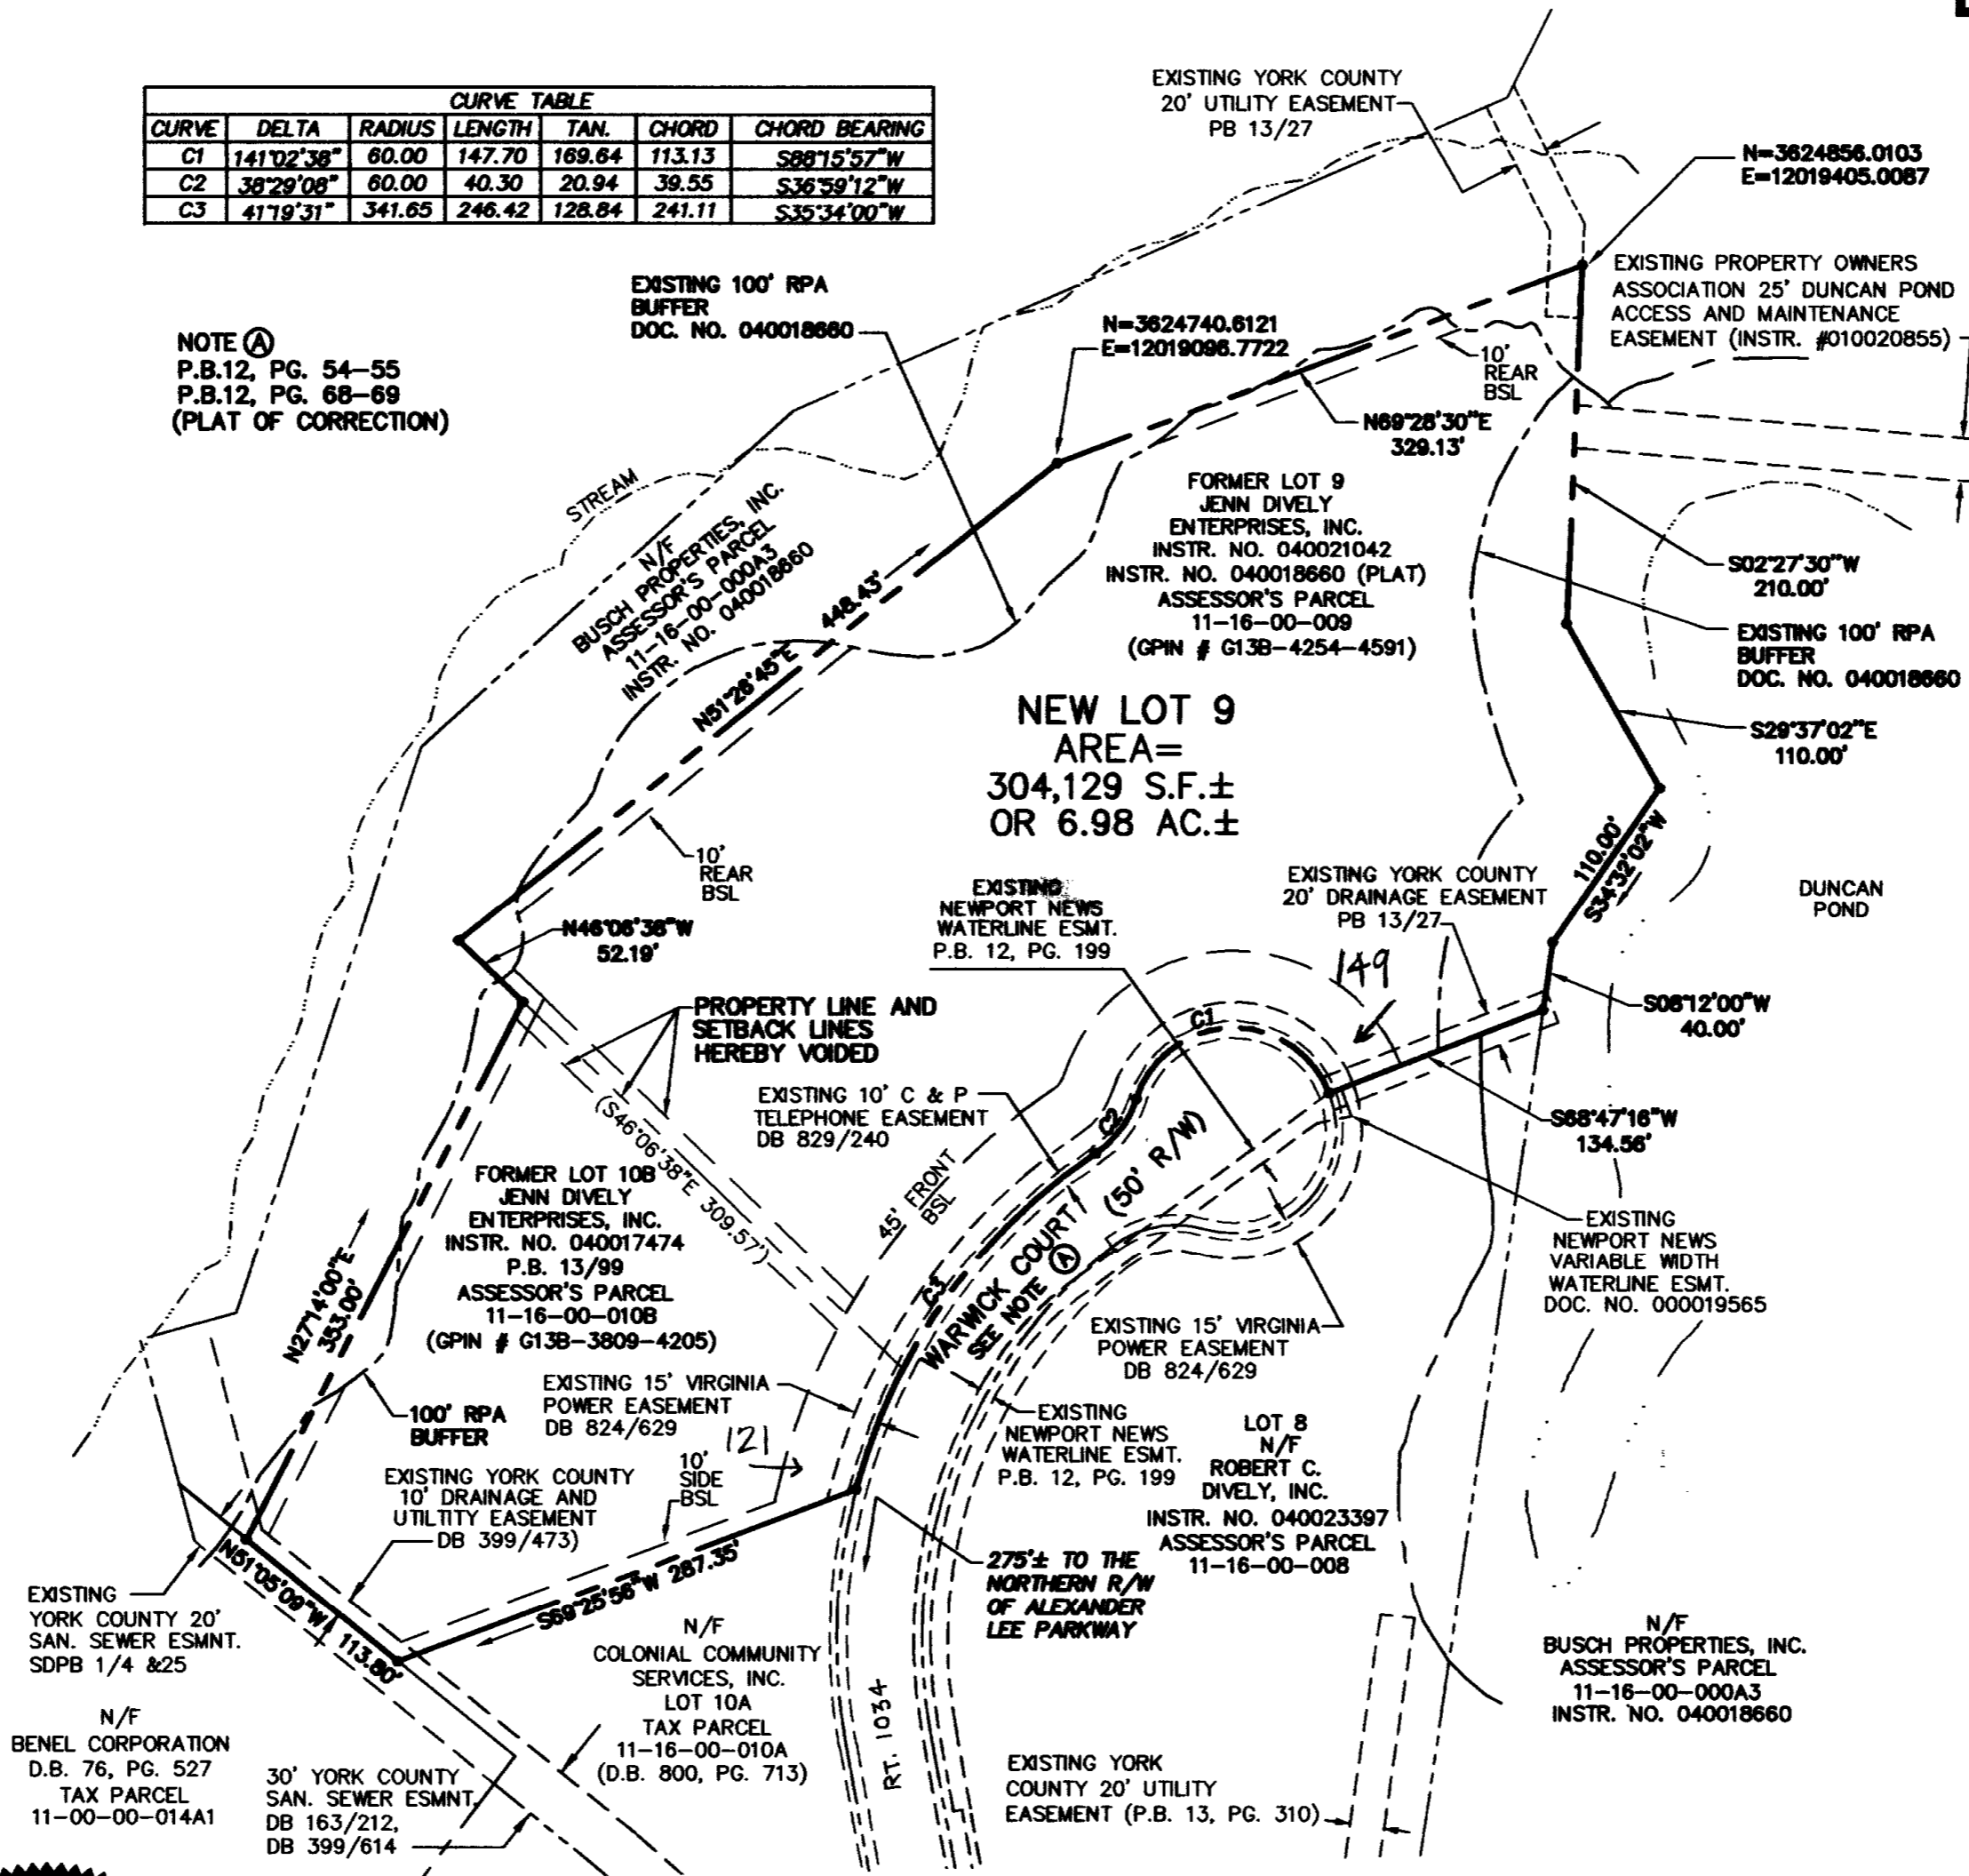 CURVE TABLE
CURVE DELTA RADIUS LENGTH TAN. CHORD CHORD BEARING
C1 141°02'38" 60.00 147.70 169.64 113.13 S88°15'57"W
C2 38°29'08" 60.00 40.30 20.94 39.55 S36°59'12"W
C3 41°19'31" 341.65 246.42 128.84 241.11 S35°34'00"W
EXISTING YORK COUNTY
20' UTILITY EASEMENT
PB 13/27
N=3624856.0103
E=12019405.0087
EXISTING PROPERTY OWNERS
ASSOCIATION 25' DUNCAN POND
ACCESS AND MAINTENANCE
EASEMENT (INSTR. #010020855)
EXISTING 100' RPA
BUFFER
DOC. NO. 040018660
N=3624740.6121
E=12019096.7722
NOTE Ⓐ
P.B.12, PG. 54-55
P.B.12, PG. 68-69
(PLAT OF CORRECTION)
10'
REAR
BSL
N69°28'30"E
329.13'
STREAM
N/F
BUSCH PROPERTIES, INC.
ASSESSOR'S PARCEL
11-16-00-000A3
INSTR. NO. 040018660
N51°26'45"E 448.43'
FORMER LOT 9
JENN DIVELY
ENTERPRISES, INC.
INSTR. NO. 040021042
INSTR. NO. 040018660 (PLAT)
ASSESSOR'S PARCEL
11-16-00-009
(GPIN # G13B-4254-4591)
S02°27'30"W
210.00'
EXISTING 100' RPA
BUFFER
DOC. NO. 040018660
NEW LOT 9
AREA=
304,129 S.F.±
OR 6.98 AC.±
S29°37'02"E
110.00'
10'
REAR
BSL
110.00'
S34°32'02"W
EXISTING
NEWPORT NEWS
WATERLINE ESMT.
P.B. 12, PG. 199
EXISTING YORK COUNTY
20' DRAINAGE EASEMENT
PB 13/27
DUNCAN
POND
N46°06'38"W
52.19'
149
S08°12'00"W
40.00'
PROPERTY LINE AND
SETBACK LINES
HEREBY VOIDED
C1
EXISTING 10' C & P
TELEPHONE EASEMENT
DB 829/240
C2
S68°47'16"W
134.56'
(S46°06'38"E 309.57')
45' FRONT
BSL
(50' R/W)
FORMER LOT 10B
JENN DIVELY
ENTERPRISES, INC.
INSTR. NO. 040017474
P.B. 13/99
ASSESSOR'S PARCEL
11-16-00-010B
(GPIN # G13B-3809-4205)
C3
WARWICK COURT
SEE NOTE Ⓐ
EXISTING
NEWPORT NEWS
VARIABLE WIDTH
WATERLINE ESMT.
DOC. NO. 000019565
N27°14'00"E
353.00'
EXISTING 15' VIRGINIA
POWER EASEMENT
DB 824/629
EXISTING 15' VIRGINIA
POWER EASEMENT
DB 824/629
100' RPA
BUFFER
121
EXISTING
NEWPORT NEWS
WATERLINE ESMT.
P.B. 12, PG. 199
LOT 8
N/F
ROBERT C.
DIVELY, INC.
INSTR. NO. 040023397
ASSESSOR'S PARCEL
11-16-00-008
EXISTING YORK COUNTY
10' DRAINAGE AND
UTILTITY EASEMENT
DB 399/473)
10'
SIDE
BSL
275'± TO THE
NORTHERN R/W
OF ALEXANDER
LEE PARKWAY
N51°05'09"W 113.80'
S69°25'56"W 287.35'
EXISTING
YORK COUNTY 20'
SAN. SEWER ESMNT.
SDPB 1/4 &25
N/F
COLONIAL COMMUNITY
SERVICES, INC.
LOT 10A
TAX PARCEL
11-16-00-010A
(D.B. 800, PG. 713)
N/F
BUSCH PROPERTIES, INC.
ASSESSOR'S PARCEL
11-16-00-000A3
INSTR. NO. 040018660
N/F
BENEL CORPORATION
D.B. 76, PG. 527
TAX PARCEL
11-00-00-014A1
30' YORK COUNTY
SAN. SEWER ESMNT.
DB 163/212,
DB 399/614
RT. 1034
EXISTING YORK
COUNTY 20' UTILITY
EASEMENT (P.B. 13, PG. 310)